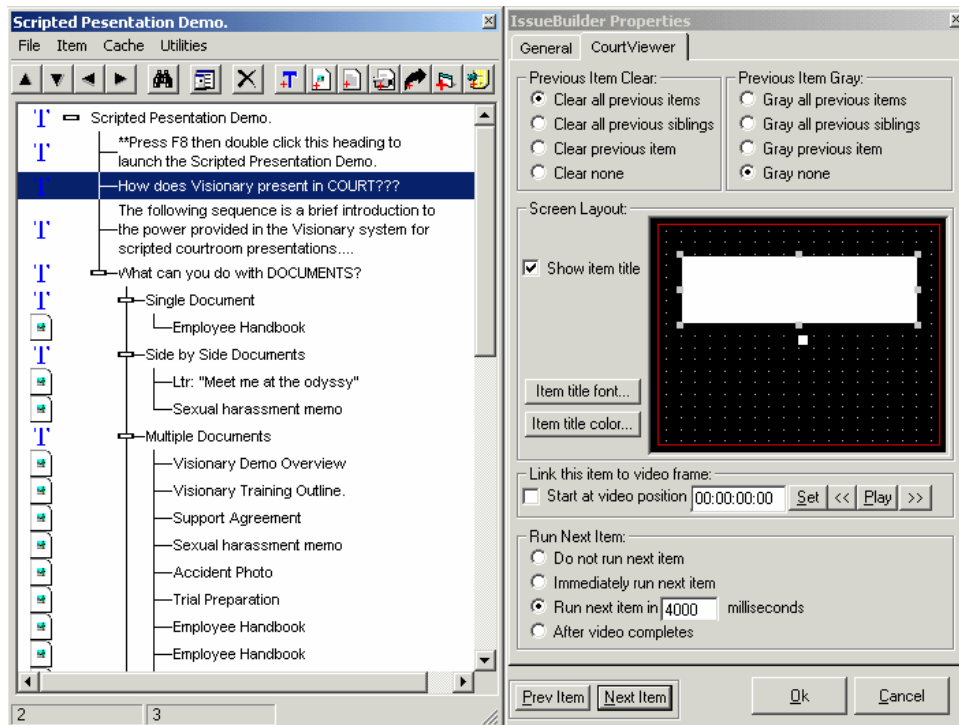 Scripted Pesentation Demo.
File Item Cache Utilities
T Scripted Pesentation Demo.
T **Press F8 then double click this heading to
launch the Scripted Presentation Demo.
T How does Visionary present in COURT???
T The following sequence is a brief introduction to
the power provided in the Visionary system for
scripted courtroom presentations....
T What can you do with DOCUMENTS?
T Single Document
Employee Handbook
T Side by Side Documents
Ltr: "Meet me at the odyssy"
Sexual harassment memo
T Multiple Documents
Visionary Demo Overview
Visionary Training Outline.
Support Agreement
Sexual harassment memo
Accident Photo
Trial Preparation
Employee Handbook
Employee Handbook
2 3
IssueBuilder Properties
General CourtViewer
Previous Item Clear:
Clear all previous items
Clear all previous siblings
Clear previous item
Clear none
Previous Item Gray:
Gray all previous items
Gray all previous siblings
Gray previous item
Gray none
Screen Layout:
Show item title
Item title font...
Item title color...
Link this item to video frame:
Start at video position 00:00:00:00 Set << Play >>
Run Next Item:
Do not run next item
Immediately run next item
Run next item in 4000 milliseconds
After video completes
Prev Item Next Item Ok Cancel